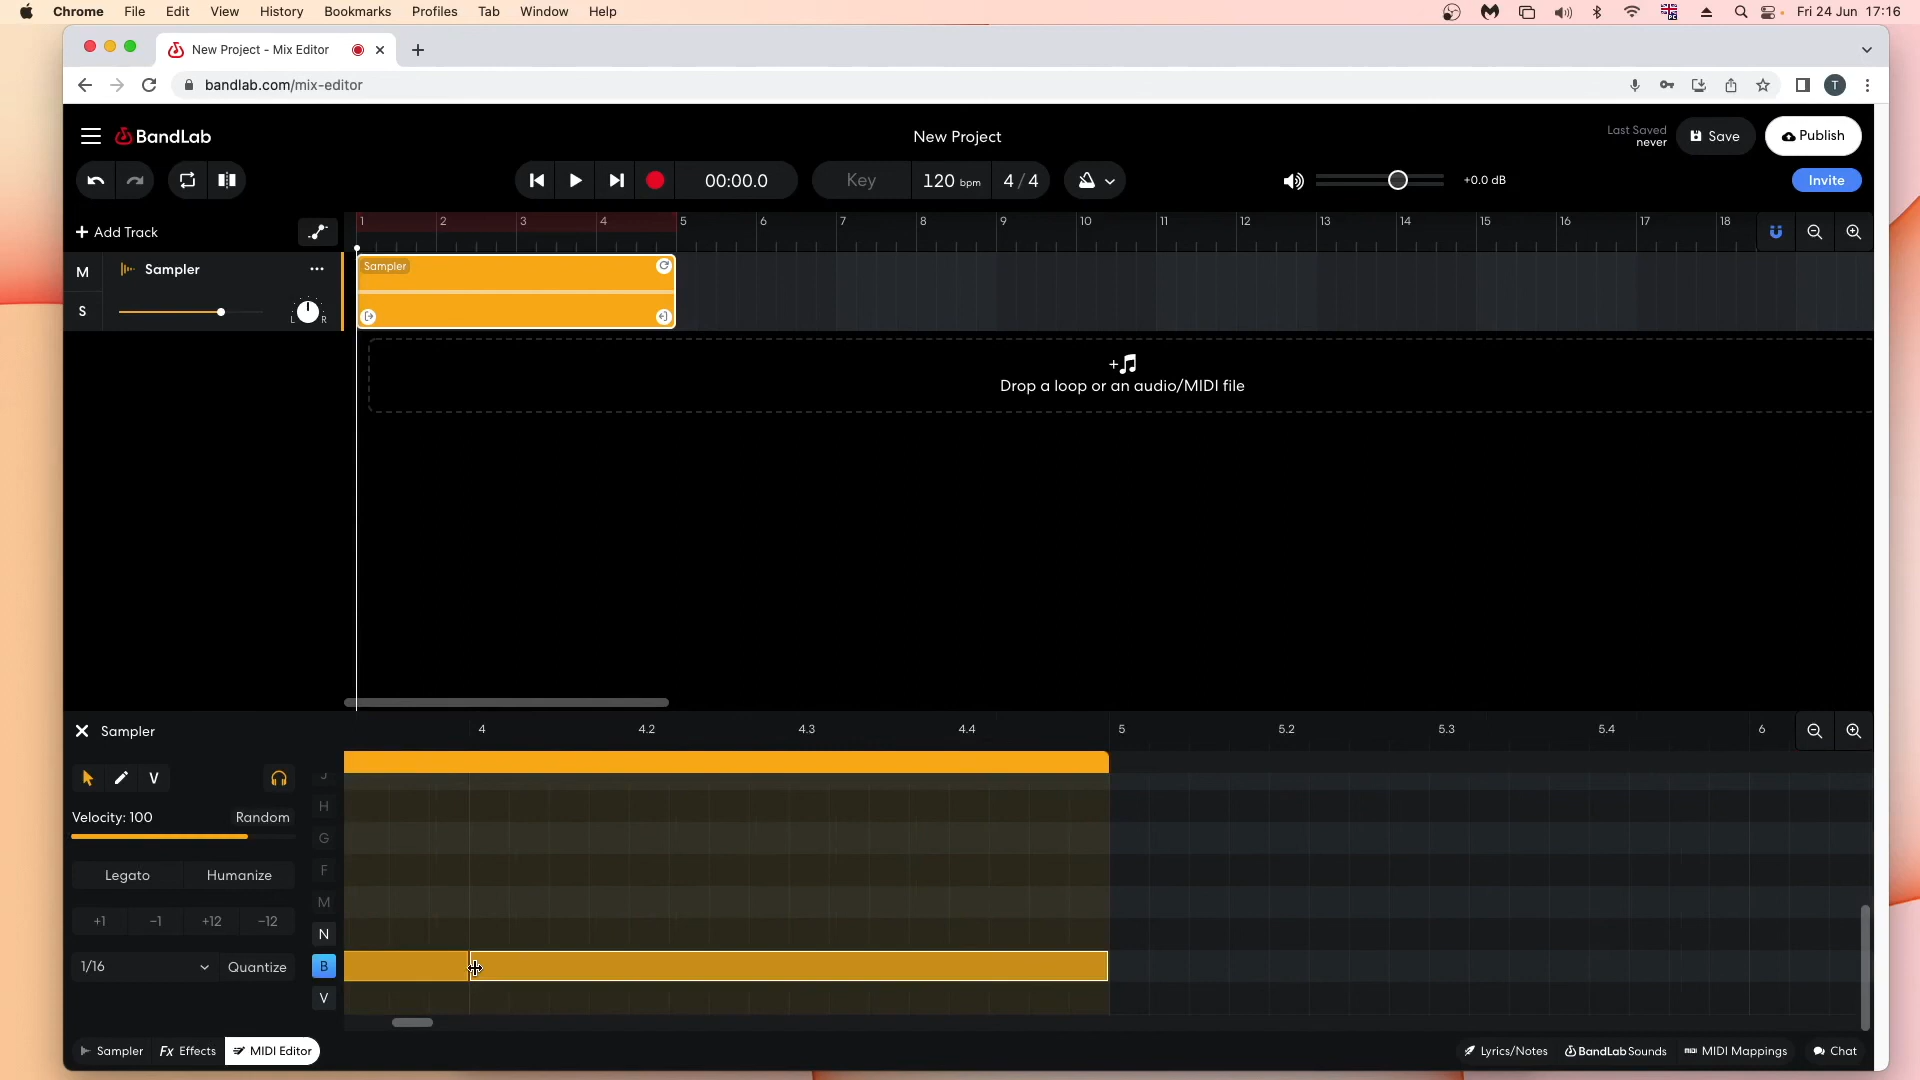 Chrome File Edit View History Bookmarks Profiles Tab Window Help Fri 24 Jun 17:16
New Project - Mix Editor
bandlab.com/mix-editor T
BandLab New Project Last Saved never Save Publish
00:00.0 Key 120 bpm 4/4 +0.0 dB Invite
+ Add Track 1 2 3 4 5 6 7 8 9 10 11 12 13 14 15 16 17 18
M Sampler Sampler
S L R
Drop a loop or an audio/MIDI file
Sampler 4 4.2 4.3 4.4 5 5.2 5.3 5.4 6
V J
Velocity: 100 Random H
G
Legato Humanize F
M
+1 -1 +12 -12 N
1/16 Quantize B
V
Sampler Fx Effects MIDI Editor Lyrics/Notes BandLab Sounds MIDI Mappings Chat